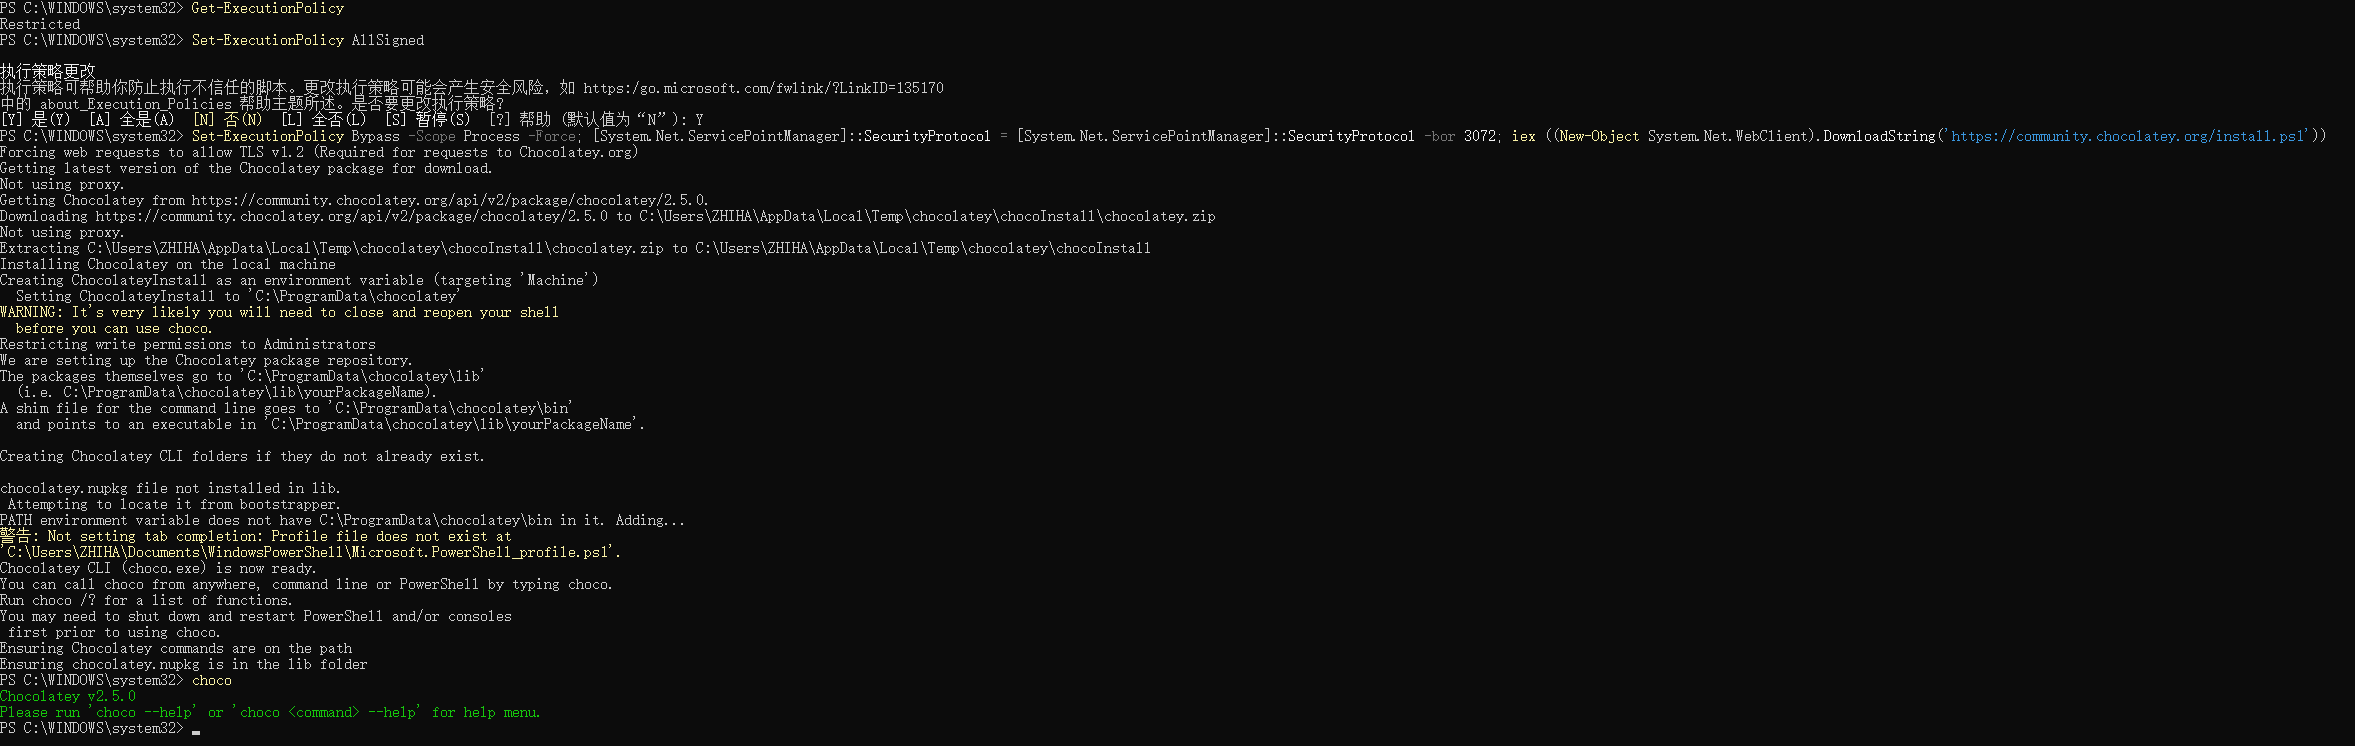 PS C:\WINDOWS\system32> Get-ExecutionPolicy
Restricted
PS C:\WINDOWS\system32> Set-ExecutionPolicy AllSigned
执行策略更改
执行策略可帮助你防止执行不信任的脚本。更改执行策略可能会产生安全风险，如 https:/go.microsoft.com/fwlink/?LinkID=135170
中的 about_Execution_Policies 帮助主题所述。是否要更改执行策略?
[Y] 是(Y)  [A] 全是(A)  [N] 否(N)  [L] 全否(L)  [S] 暂停(S)  [?] 帮助 (默认值为“N”): Y
PS C:\WINDOWS\system32> Set-ExecutionPolicy Bypass -Scope Process -Force; [System.Net.ServicePointManager]::SecurityProtocol = [System.Net.ServicePointManager]::SecurityProtocol -bor 3072; iex ((New-Object System.Net.WebClient).DownloadString('https://community.chocolatey.org/install.ps1'))
Forcing web requests to allow TLS v1.2 (Required for requests to Chocolatey.org)
Getting latest version of the Chocolatey package for download.
Not using proxy.
Getting Chocolatey from https://community.chocolatey.org/api/v2/package/chocolatey/2.5.0.
Downloading https://community.chocolatey.org/api/v2/package/chocolatey/2.5.0 to C:\Users\ZHIHA\AppData\Local\Temp\chocolatey\chocoInstall\chocolatey.zip
Not using proxy.
Extracting C:\Users\ZHIHA\AppData\Local\Temp\chocolatey\chocoInstall\chocolatey.zip to C:\Users\ZHIHA\AppData\Local\Temp\chocolatey\chocoInstall
Installing Chocolatey on the local machine
Creating ChocolateyInstall as an environment variable (targeting 'Machine')
  Setting ChocolateyInstall to 'C:\ProgramData\chocolatey'
WARNING: It's very likely you will need to close and reopen your shell
  before you can use choco.
Restricting write permissions to Administrators
We are setting up the Chocolatey package repository.
The packages themselves go to 'C:\ProgramData\chocolatey\lib'
  (i.e. C:\ProgramData\chocolatey\lib\yourPackageName).
A shim file for the command line goes to 'C:\ProgramData\chocolatey\bin'
  and points to an executable in 'C:\ProgramData\chocolatey\lib\yourPackageName'.
Creating Chocolatey CLI folders if they do not already exist.
chocolatey.nupkg file not installed in lib.
 Attempting to locate it from bootstrapper.
PATH environment variable does not have C:\ProgramData\chocolatey\bin in it. Adding...
警告: Not setting tab completion: Profile file does not exist at
'C:\Users\ZHIHA\Documents\WindowsPowerShell\Microsoft.PowerShell_profile.ps1'.
Chocolatey CLI (choco.exe) is now ready.
You can call choco from anywhere, command line or PowerShell by typing choco.
Run choco /? for a list of functions.
You may need to shut down and restart PowerShell and/or consoles
 first prior to using choco.
Ensuring Chocolatey commands are on the path
Ensuring chocolatey.nupkg is in the lib folder
PS C:\WINDOWS\system32> choco
Chocolatey v2.5.0
Please run 'choco --help' or 'choco <command> --help' for help menu.
PS C:\WINDOWS\system32>